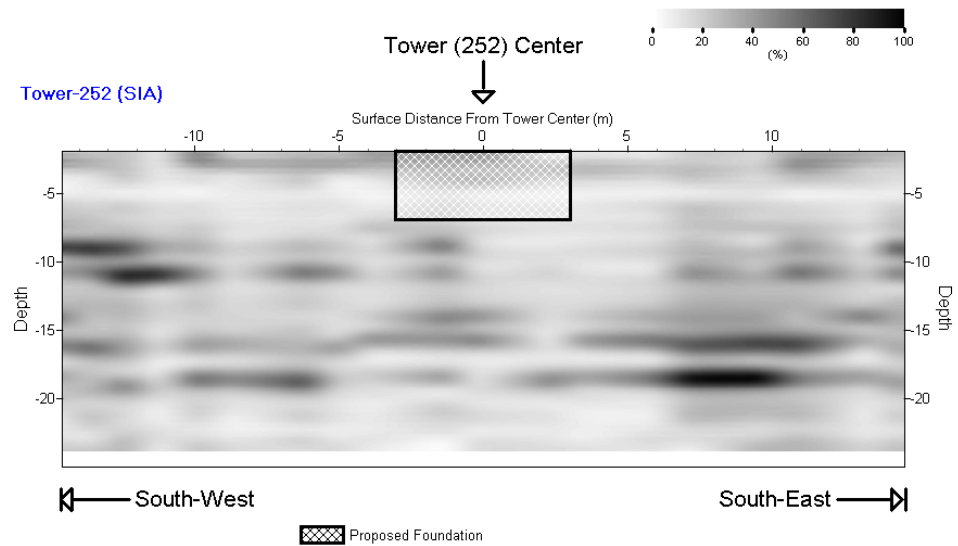 0 20 40 60 80 100
(%)
Tower (252) Center
Tower-252 (SIA)
Surface Distance From Tower Center (m)
-10 -5 0 5 10
-5 -5
-10 -10
Depth Depth
-15 -15
-20 -20
South-West South-East
Proposed Foundation